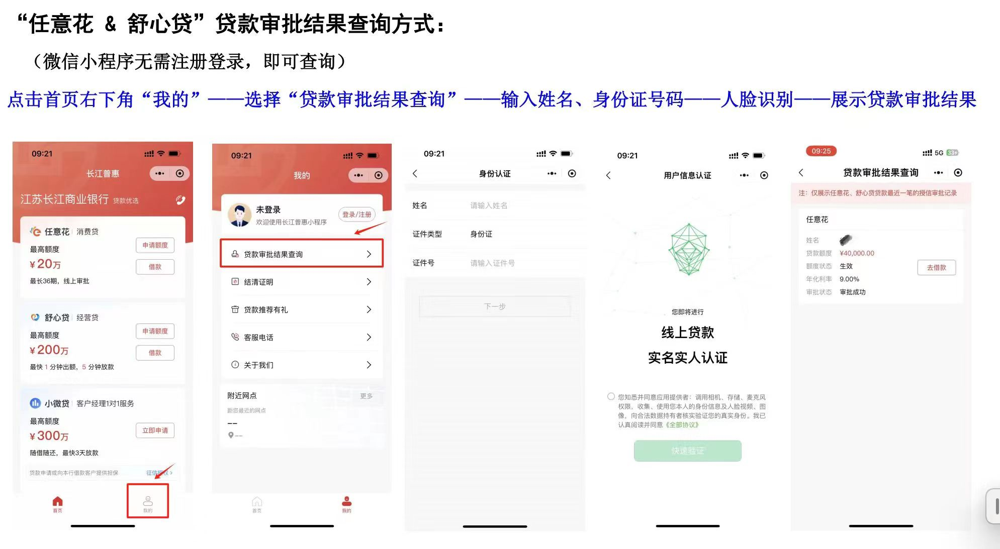 “任意花 & 舒心贷”贷款审批结果查询方式：
（微信小程序无需注册登录，即可查询）
点击首页右下角“我的”——选择“贷款审批结果查询”——输入姓名、身份证号码——人脸识别——展示贷款审批结果
09:21
长江普惠
江苏长江商业银行 贷款优选
任意花 消费贷
最高额度
申请额度
¥20万
借款
最长36期，线上审批
舒心贷 经营贷
最高额度
申请额度
¥200万
借款
最快 1 分钟出额，5 分钟放款
小微贷 客户经理1对1服务
最高额度
¥300万
立即申请
随借随还，最快3天放款
贷款申请或向本行借款客户提供担保 征信授权 >
首页
我的
09:21
我的
未登录
欢迎使用长江普惠小程序
登录/注册
贷款审批结果查询
结清证明
贷款推荐有礼
客服电话
关于我们
附近网点 更多
距您最近的网点
——
——
首页
我的
09:21
身份认证
姓名 请输入姓名
证件类型 身份证
证件号 请输入证件号
下一步
09:21
用户信息认证
您即将进行
线上贷款
实名实人认证
您知悉并同意应用提供者：调用相机、存储、麦克风
权限，收集、使用您本人的身份信息及人脸视频、图
像，向合法数据持有者核实验证您的真实身份。我已
认真阅读并同意《全部协议》
快速验证
09:25 5G 33
贷款审批结果查询
注：仅展示任意花、舒心贷贷款最近一笔的授信审批记录
任意花
姓名
贷款额度 ¥40,000.00
额度状态 生效
去借款
年化利率 9.00%
审批状态 审批成功